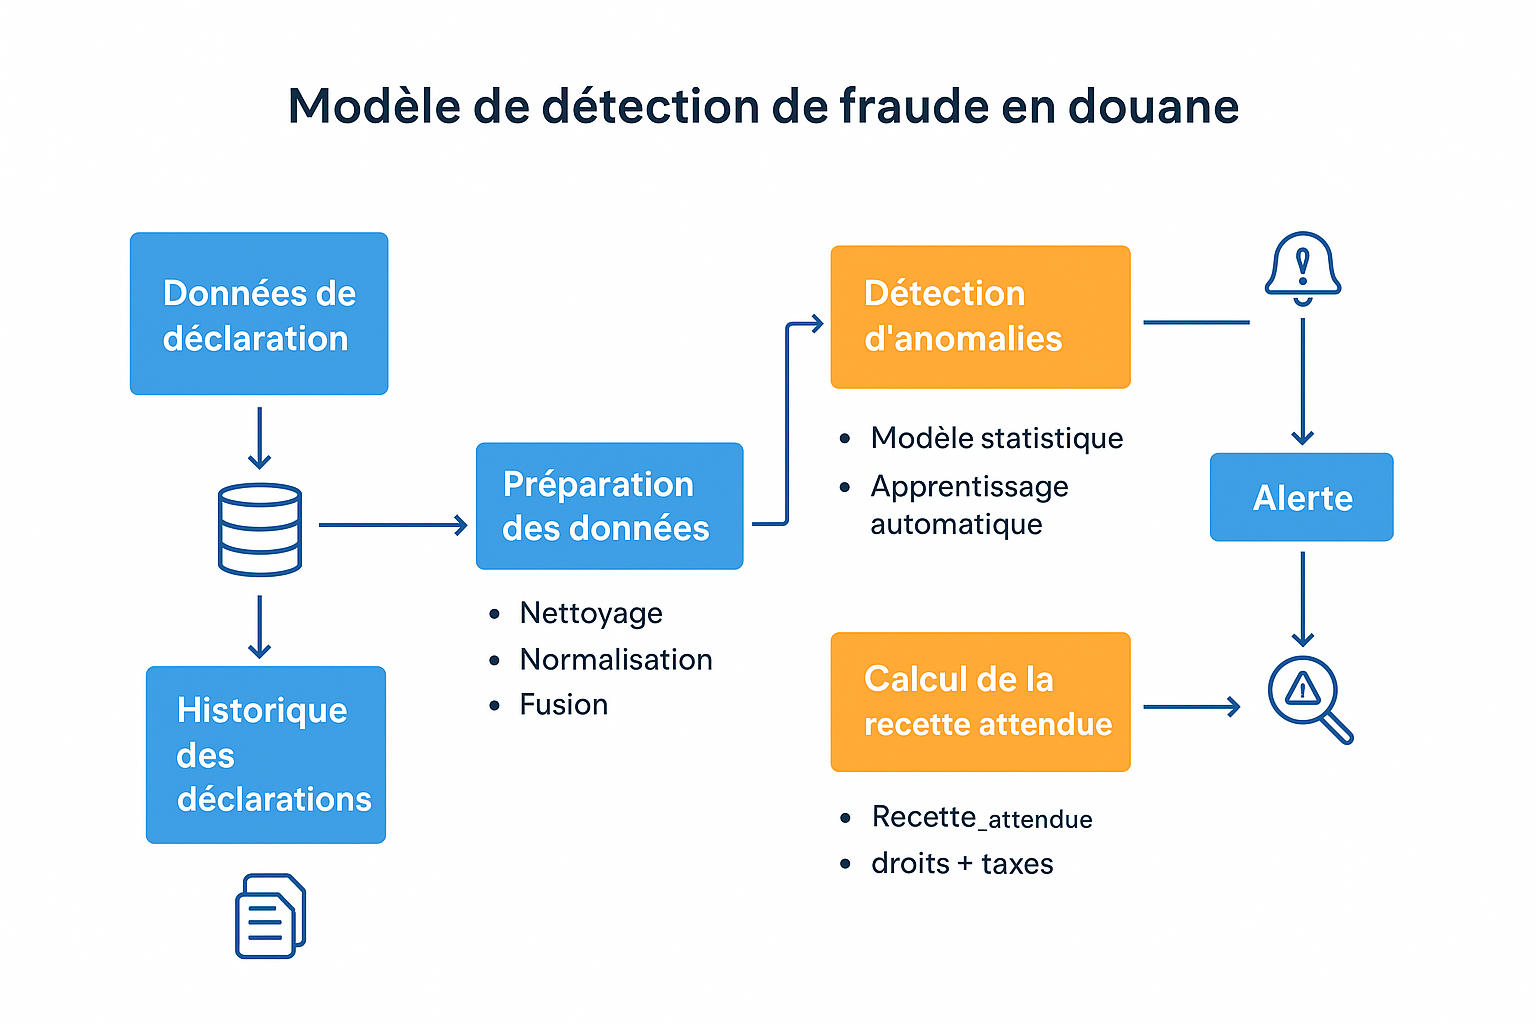 Modèle de détection de fraude en douane
Données de
déclaration
Historique
des
déclarations
Préparation
des données
• Nettoyage
• Normalisation
• Fusion
Détection
d'anomalies
• Modèle statistique
• Apprentissage
automatique
Calcul de la
recette attendue
• Recette_attendue
• droits + taxes
!
Alerte
!